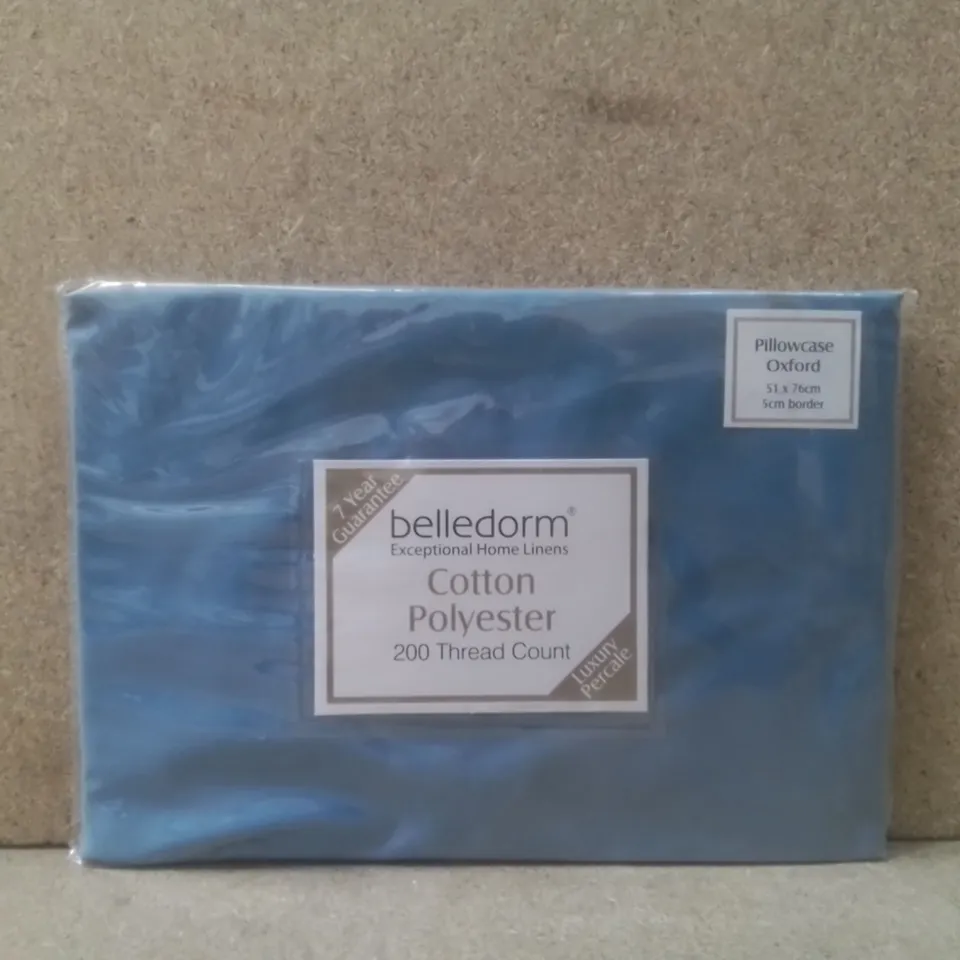 Pillowcase
Oxford
51 x 76cm
5cm border
7 Year
Guarantee
belledorm®
Exceptional Home Linens
Cotton
Polyester
200 Thread Count
Luxury
Percale